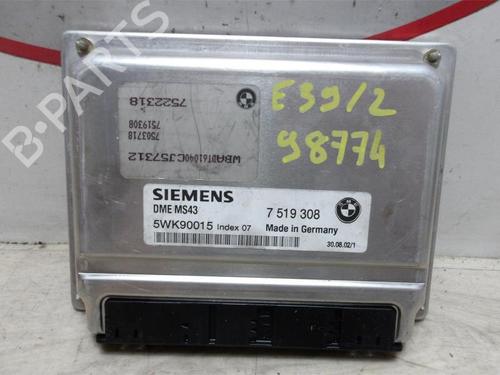 B-PARTS
7522318
7519308
7503718
WBADT61040CJ57312
E39/2
98774
SIEMENS
DME MS43
7 519 308
5WK90015 Index 07
Made in Germany
30.08.02/1